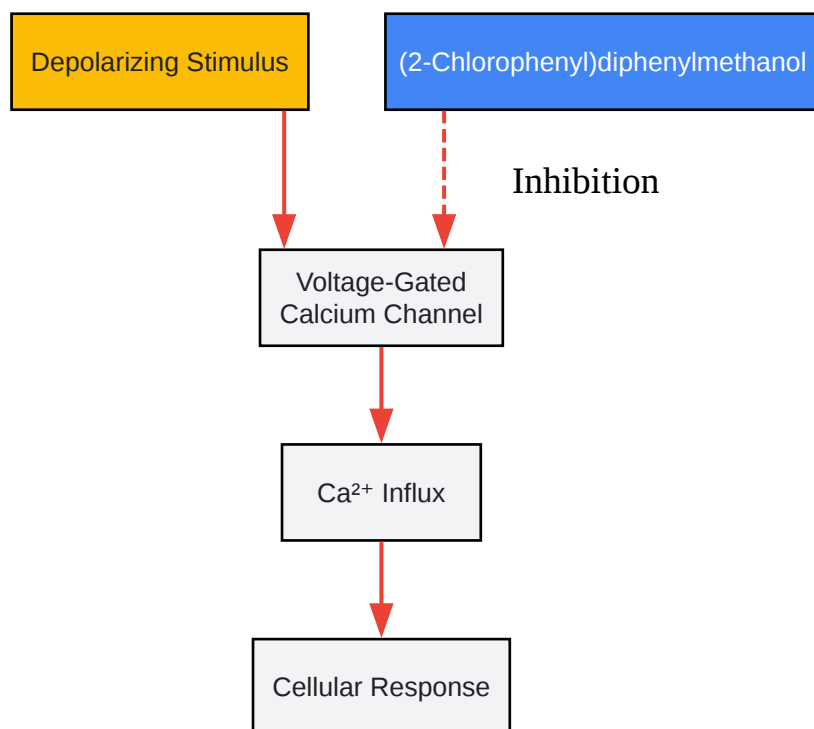 Depolarizing Stimulus
(2-Chlorophenyl)diphenylmethanol
Inhibition
Voltage-Gated
Calcium Channel
Ca²⁺ Influx
Cellular Response